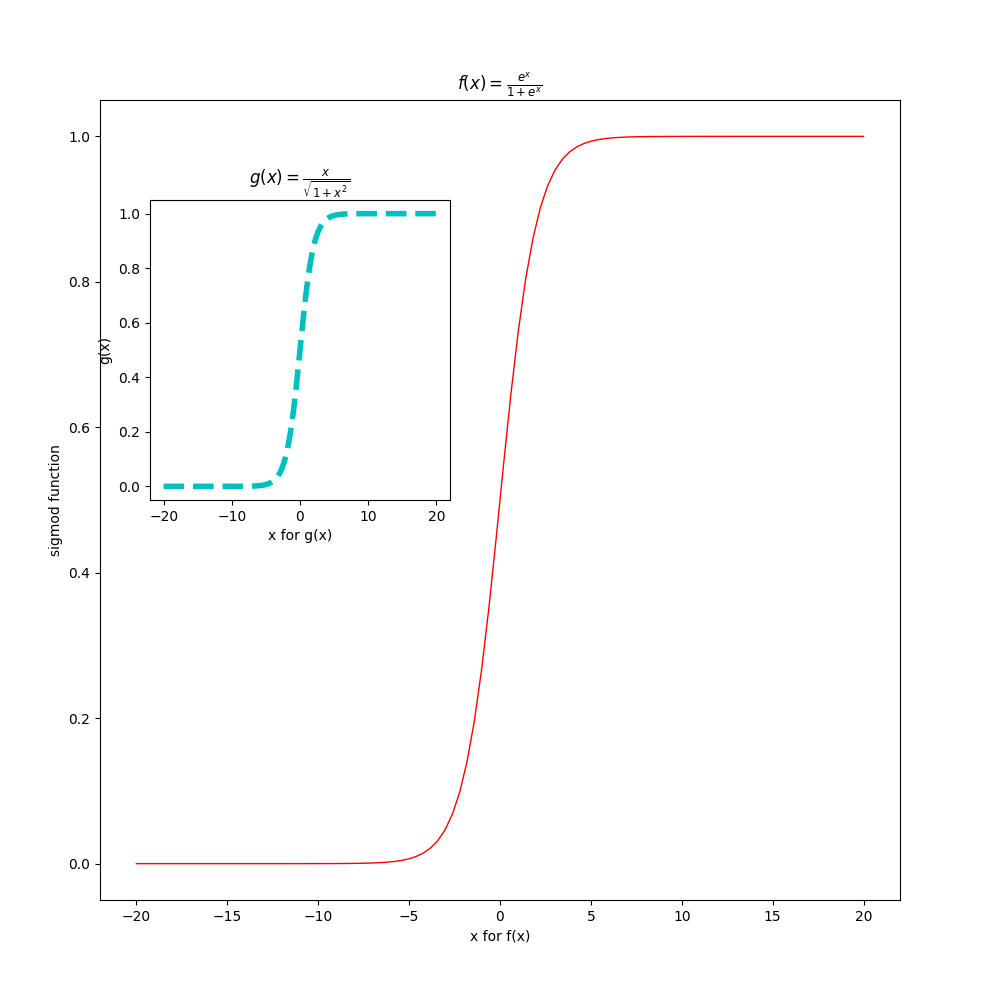 f(x) = e^x / (1 + e^x)
g(x) = x / √(1 + x^2)
1.0
0.8
0.6
0.4
0.2
0.0
g(x)
−20 −10 0 10 20
x for g(x)
1.0
0.8
0.6
0.4
0.2
0.0
sigmod function
−20 −15 −10 −5 0 5 10 15 20
x for f(x)